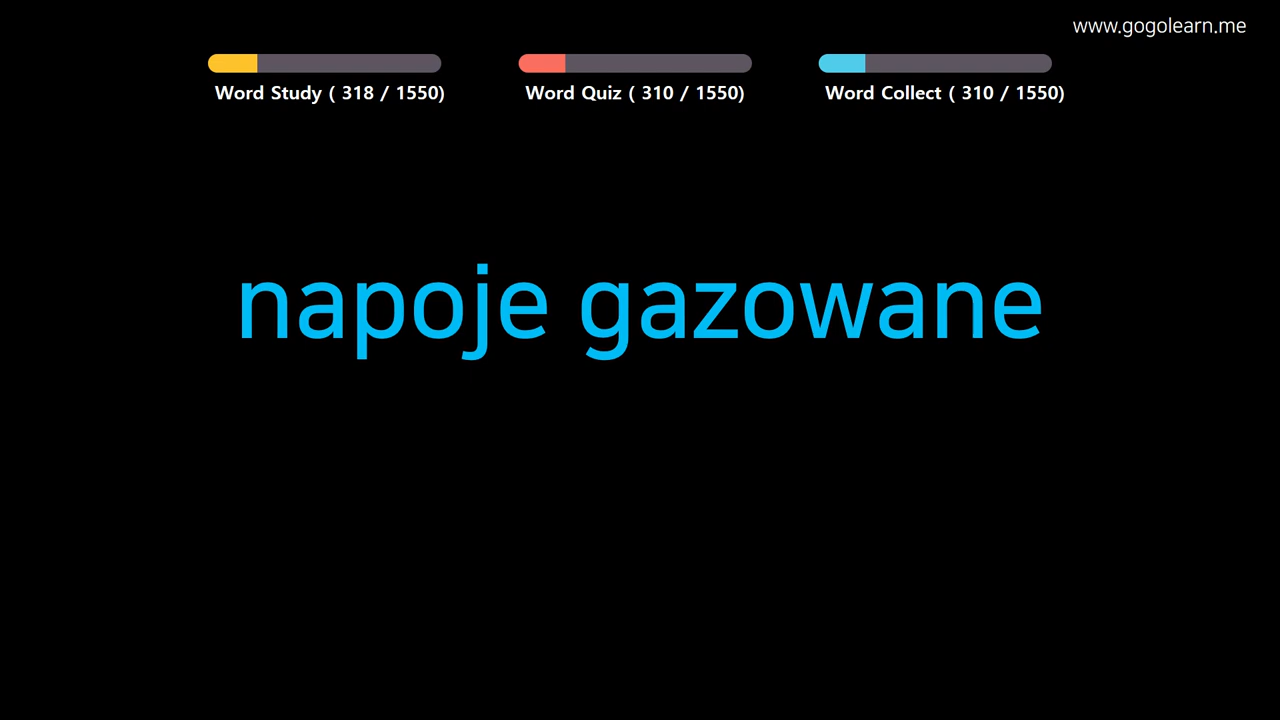 www.gogolearn.me
Word Study ( 318 / 1550)
Word Quiz ( 310 / 1550)
Word Collect ( 310 / 1550)
napoje gazowane